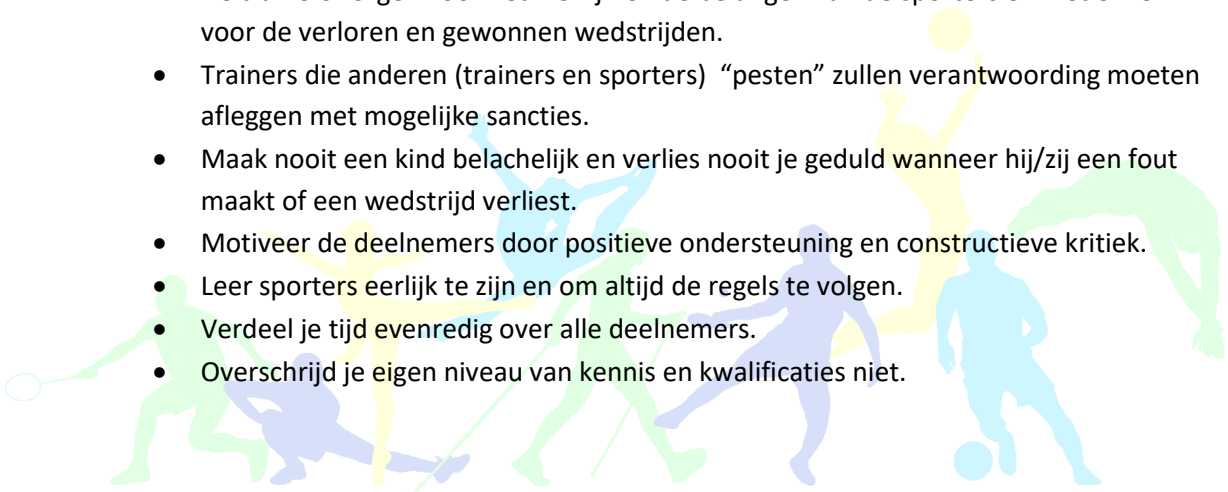 voor de verloren en gewonnen wedstrijden.
• Trainers die anderen (trainers en sporters) “pesten” zullen verantwoording moeten
afleggen met mogelijke sancties.
• Maak nooit een kind belachelijk en verlies nooit je geduld wanneer hij/zij een fout
maakt of een wedstrijd verliest.
• Motiveer de deelnemers door positieve ondersteuning en constructieve kritiek.
• Leer sporters eerlijk te zijn en om altijd de regels te volgen.
• Verdeel je tijd evenredig over alle deelnemers.
• Overschrijd je eigen niveau van kennis en kwalificaties niet.